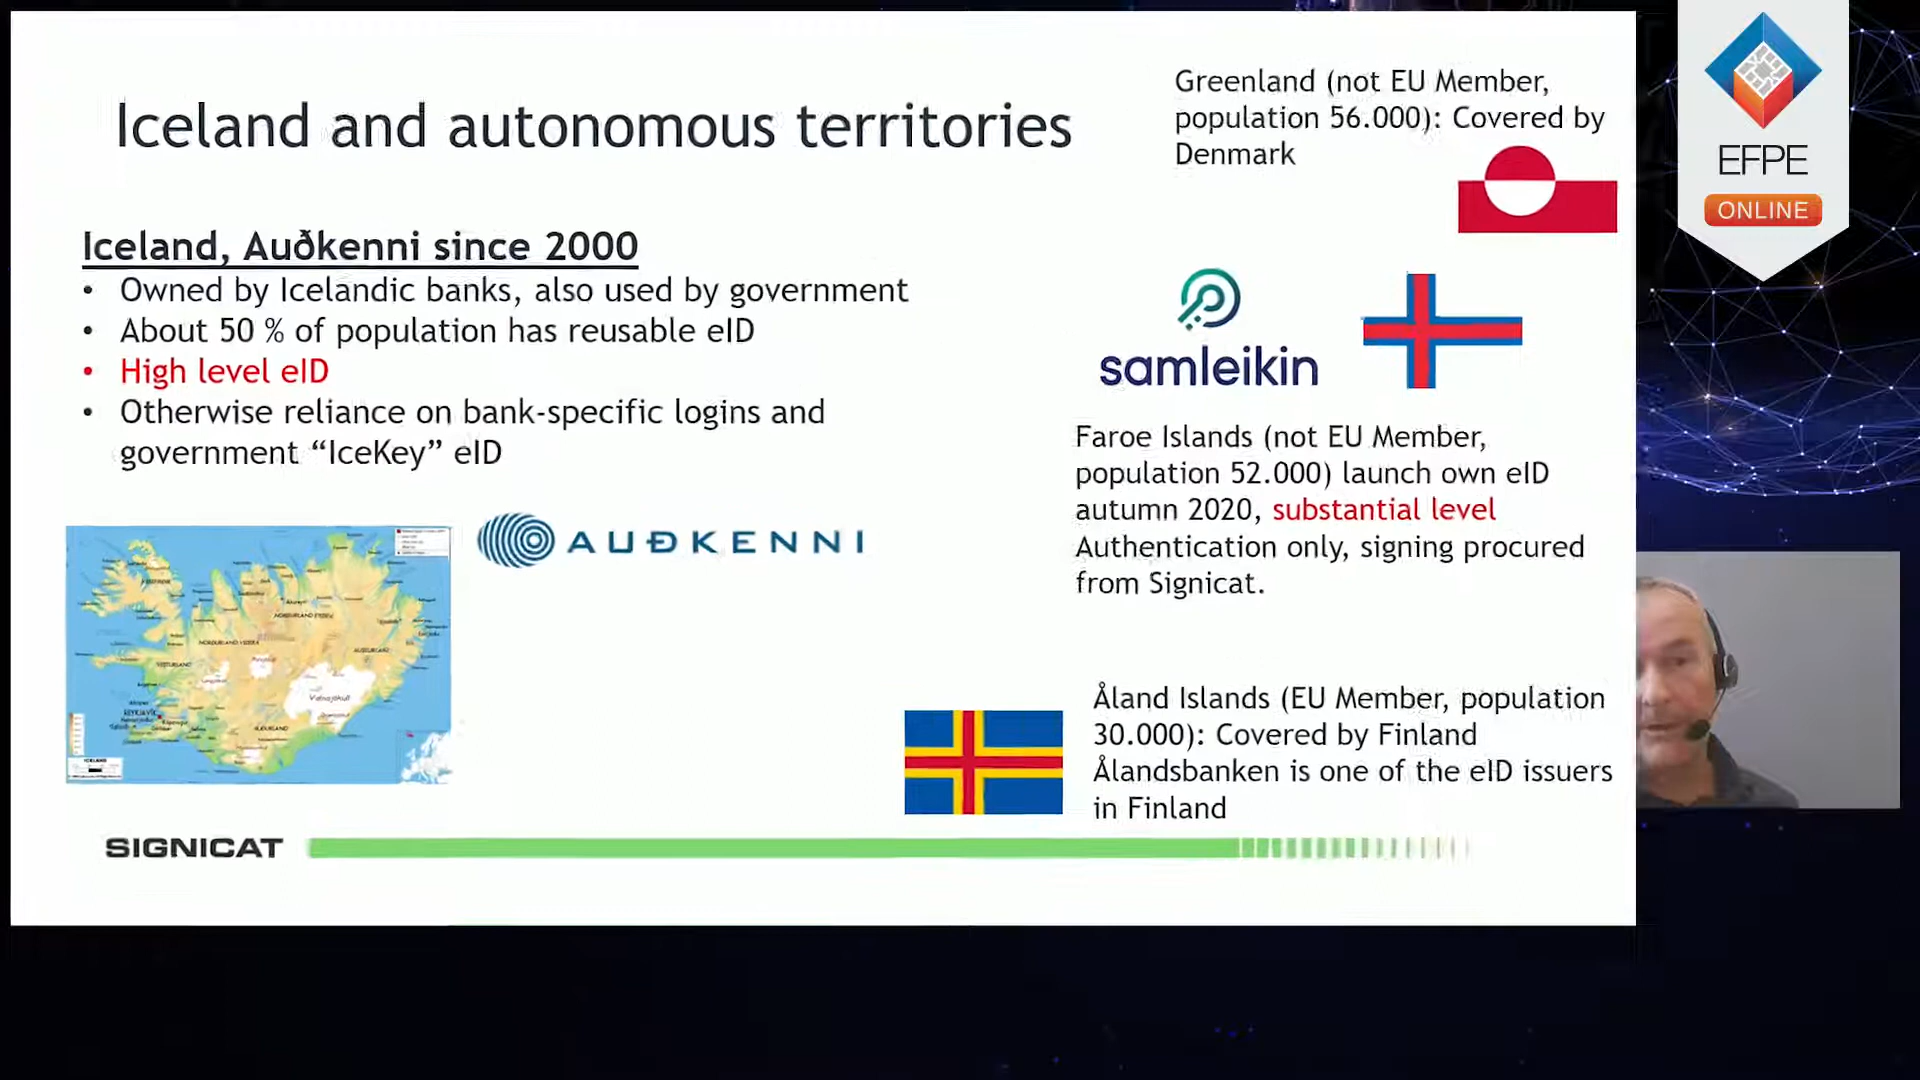 Iceland and autonomous territories
Iceland, Auðkenni since 2000
• Owned by Icelandic banks, also used by government
• About 50 % of population has reusable eID
• High level eID
• Otherwise reliance on bank-specific logins and
government “IceKey” eID
AUÐKENNI
Greenland (not EU Member,
population 56.000): Covered by
Denmark
samleikin
Faroe Islands (not EU Member,
population 52.000) launch own eID
autumn 2020, substantial level
Authentication only, signing procured
from Signicat.
Åland Islands (EU Member, population
30.000): Covered by Finland
Ålandsbanken is one of the eID issuers
in Finland
SIGNICAT
EFPE
ONLINE